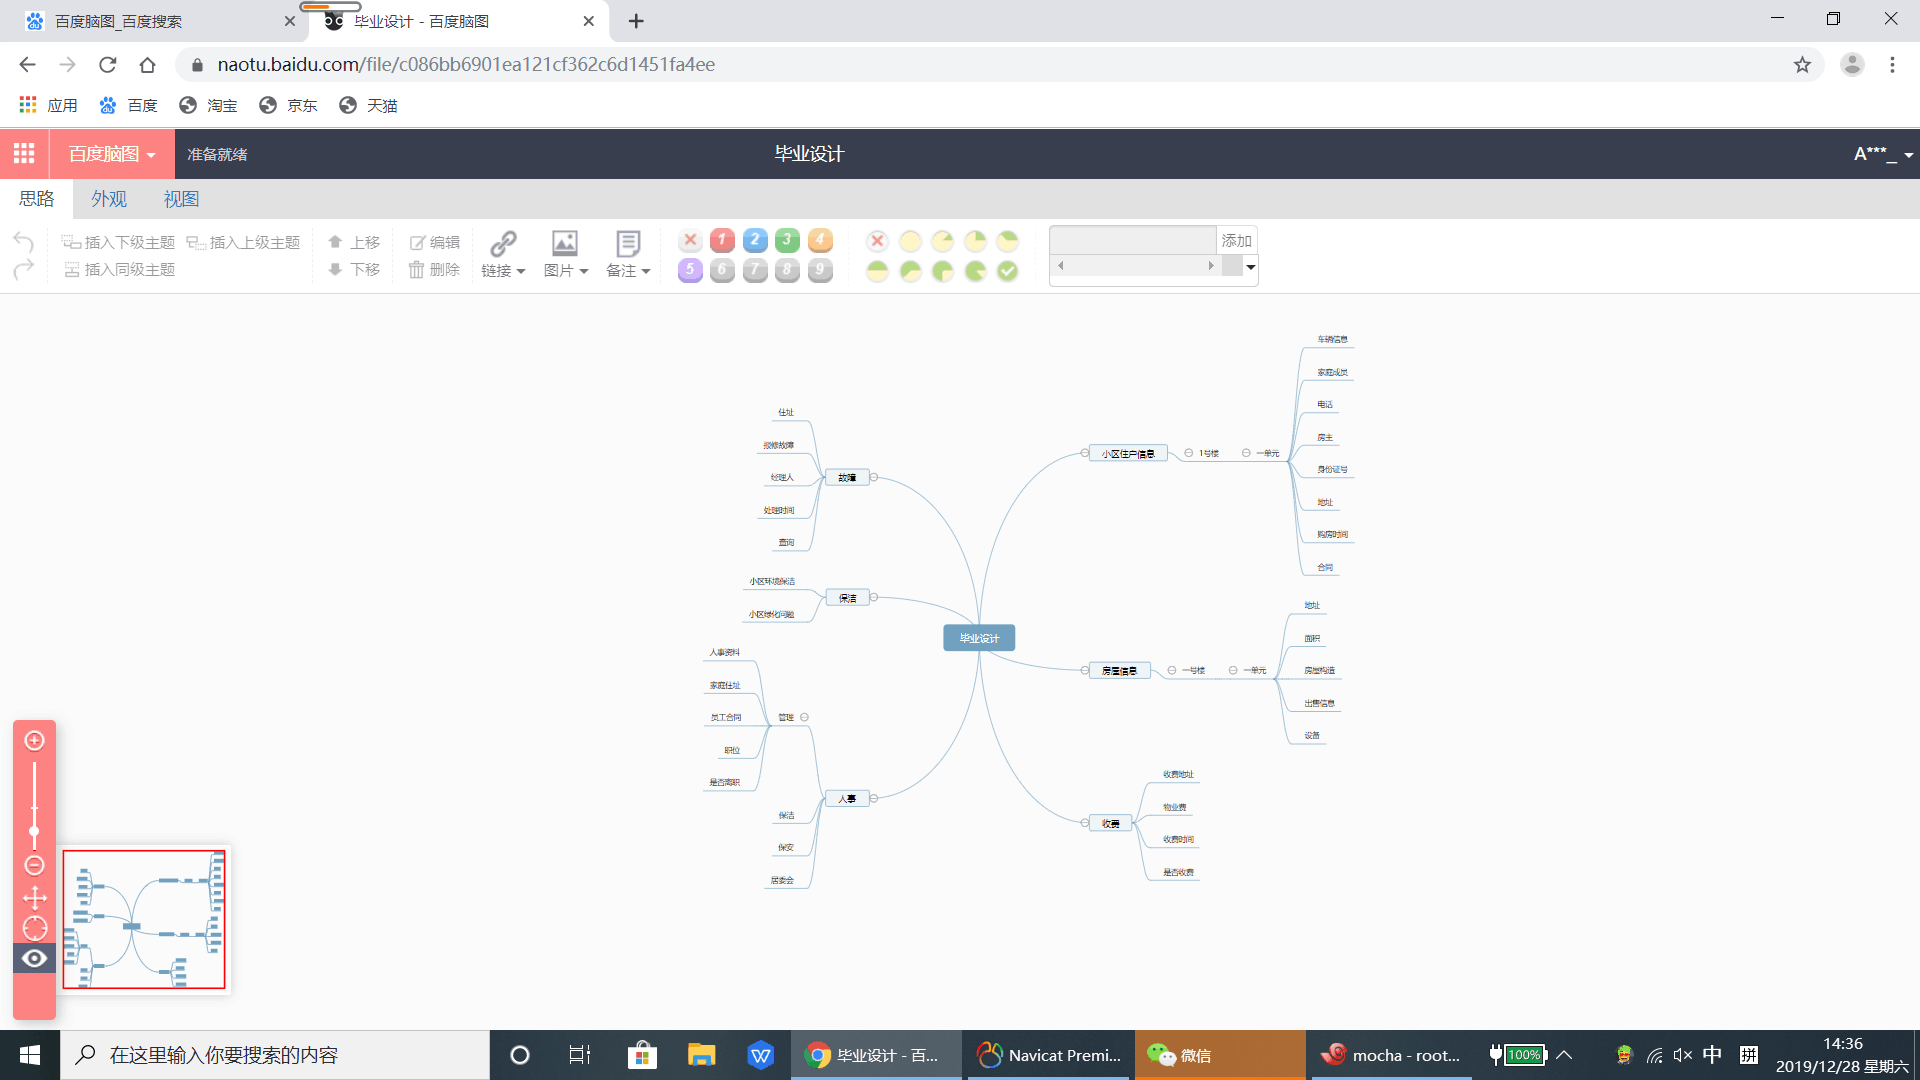 百度脑图_百度搜索
毕业设计 - 百度脑图
naotu.baidu.com/file/c086bb6901ea121cf362c6d1451fa4ee
应用 百度 淘宝 京东 天猫
百度脑图 准备就绪 毕业设计 A***_
思路 外观 视图
插入下级主题 插入上级主题 上移 编辑
插入同级主题 下移 删除 链接 图片 备注
1 2 3 4
5 6 7 8 9
添加
毕业设计
故障
住址
报修故障
经理人
处理时间
查询
保洁
小区环境保洁
小区绿化问题
人事
管理
人事资料
家庭住址
员工合同
职位
是否离职
保洁
保安
居委会
小区住户信息
1号楼
一单元
车辆信息
家庭成员
电话
房主
身份证号
地址
购房时间
合同
房屋信息
一号楼
一单元
地址
面积
房屋构造
出售信息
设备
收费
收费地址
物业费
收费时间
是否收费
在这里输入你要搜索的内容
毕业设计 - 百...
Navicat Premi...
微信
mocha - root...
100%
中
拼
14:36
2019/12/28 星期六